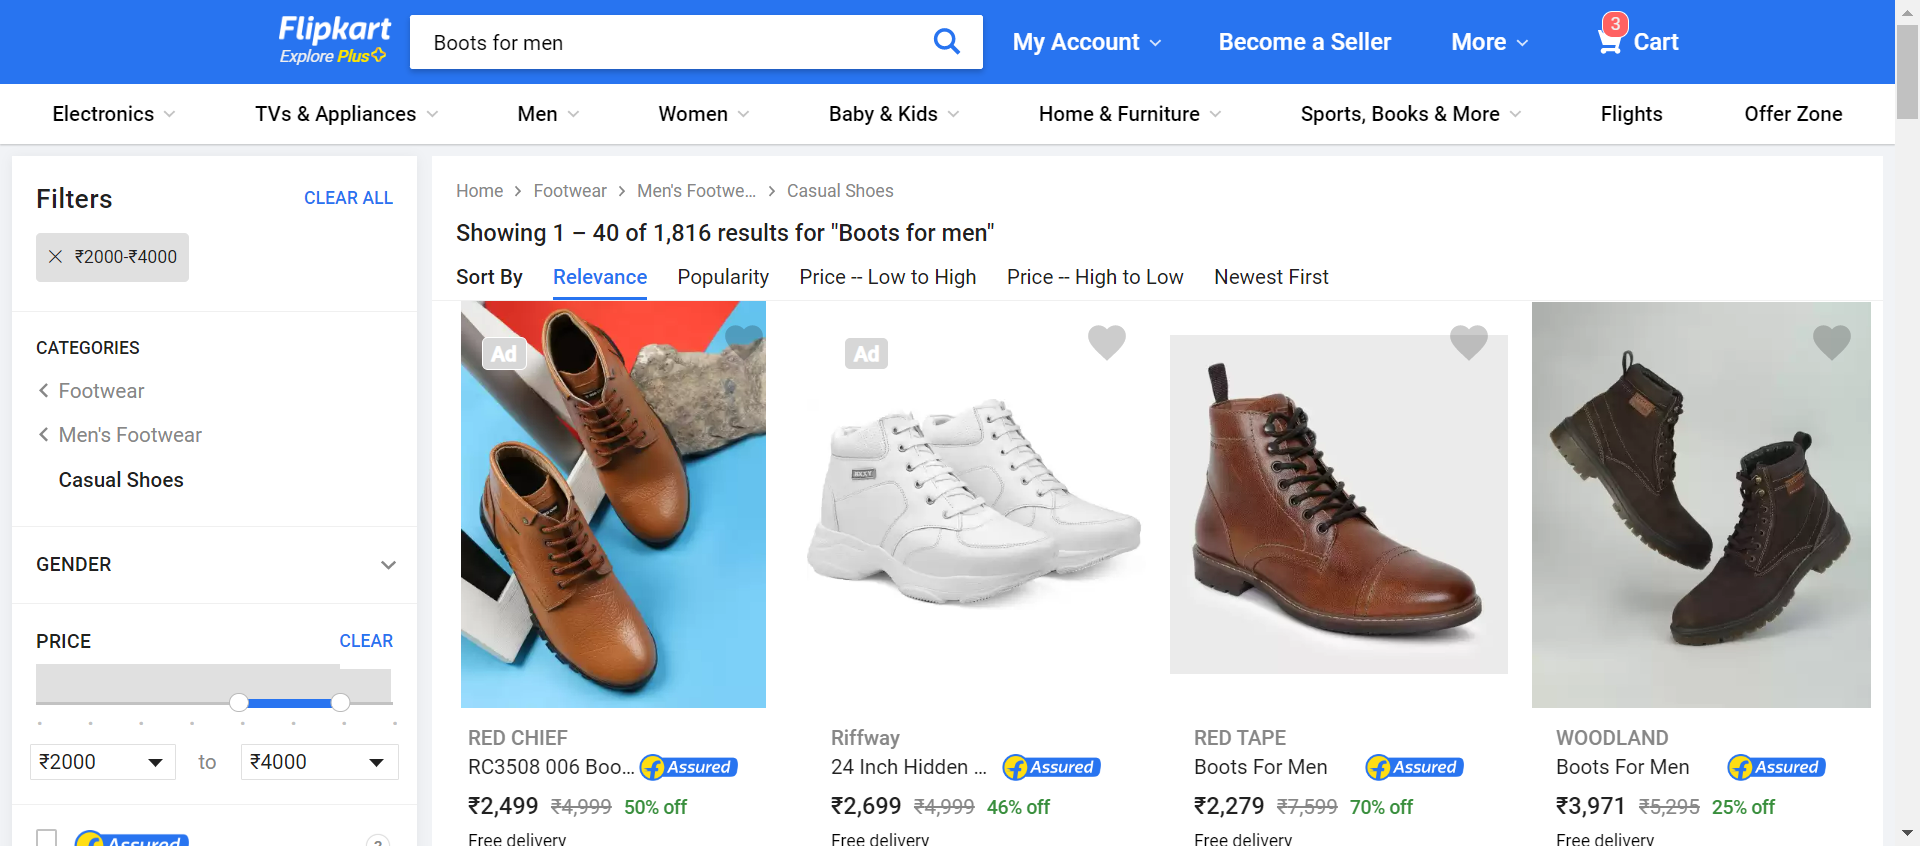 Flipkart
Explore Plus
Boots for men
My Account
Become a Seller
More
3
Cart
Electronics
TVs & Appliances
Men
Women
Baby & Kids
Home & Furniture
Sports, Books & More
Flights
Offer Zone
Filters
CLEAR ALL
₹2000-₹4000
CATEGORIES
Footwear
Men's Footwear
Casual Shoes
GENDER
PRICE
CLEAR
₹2000
to
₹4000
Assured
?
Home
Footwear
Men's Footwe...
Casual Shoes
Showing 1 – 40 of 1,816 results for "Boots for men"
Sort By
Relevance
Popularity
Price -- Low to High
Price -- High to Low
Newest First
Ad
RED CHIEF
RC3508 006 Boo...
Assured
₹2,499 ₹4,999 50% off
Free delivery
Ad
Riffway
24 Inch Hidden ...
Assured
₹2,699 ₹4,999 46% off
Free delivery
RED TAPE
Boots For Men
Assured
₹2,279 ₹7,599 70% off
Free delivery
WOODLAND
Boots For Men
Assured
₹3,971 ₹5,295 25% off
Free delivery